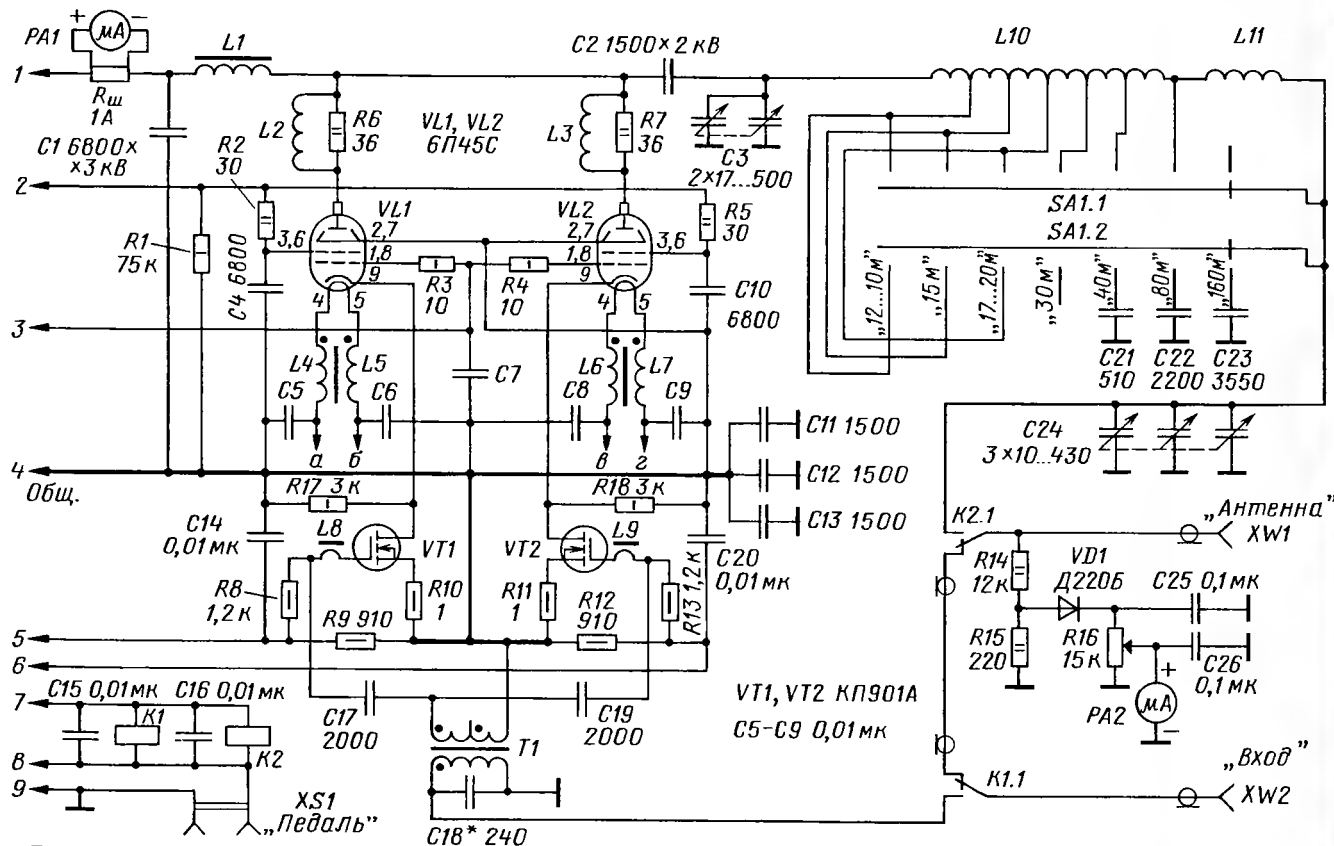 PA1
+ μA −
L1
C2 1500×2 кВ
L10
L11
1
Rш
1А
C1 6800×
×3 кВ
L2
R6
36
VL1, VL2
6П45С
L3
R7
36
C3
2×17...500
R2
30
2
R1
75 к
C4 6800
VL1
VL2
3,6
2,7
1,8
9
4
5
R3
10
R4
10
2,7
1,8
9
3,6
4
5
R5
30
C10
6800
SA1.1
SA1.2
„12...10м"
„15м"
„17...20м"
„30м"
„40м"
„80м"
„160м"
C21
510
C22
2200
C23
3550
3
L4
L5
C5
C6
C7
L6
L7
C8
C9
а
б
в
г
C11 1500
C12 1500
C13 1500
C24
3×10...430
4
Общ.
R17 3 к
R18 3 к
C14
0,01 мк
L8
VT1
VT2
L9
C20
0,01 мк
R8
1,2 к
R10
1
R11
1
R13 1,2 к
R9 910
R12
910
K2.1
„Антенна"
XW1
R14
12к
VD1
Д220Б
C25 0,1 мк
R15
220
R16
15 к
C26
0,1 мк
+
μA
−
PA2
5
6
7
8
9
C15 0,01мк
C16 0,01 мк
K1
K2
C17
2000
C19
2000
T1
VT1, VT2 КП901А
C5–C9 0,01 мк
XS1
„Педаль"
C18* 240
K1.1
„Вход"
XW2